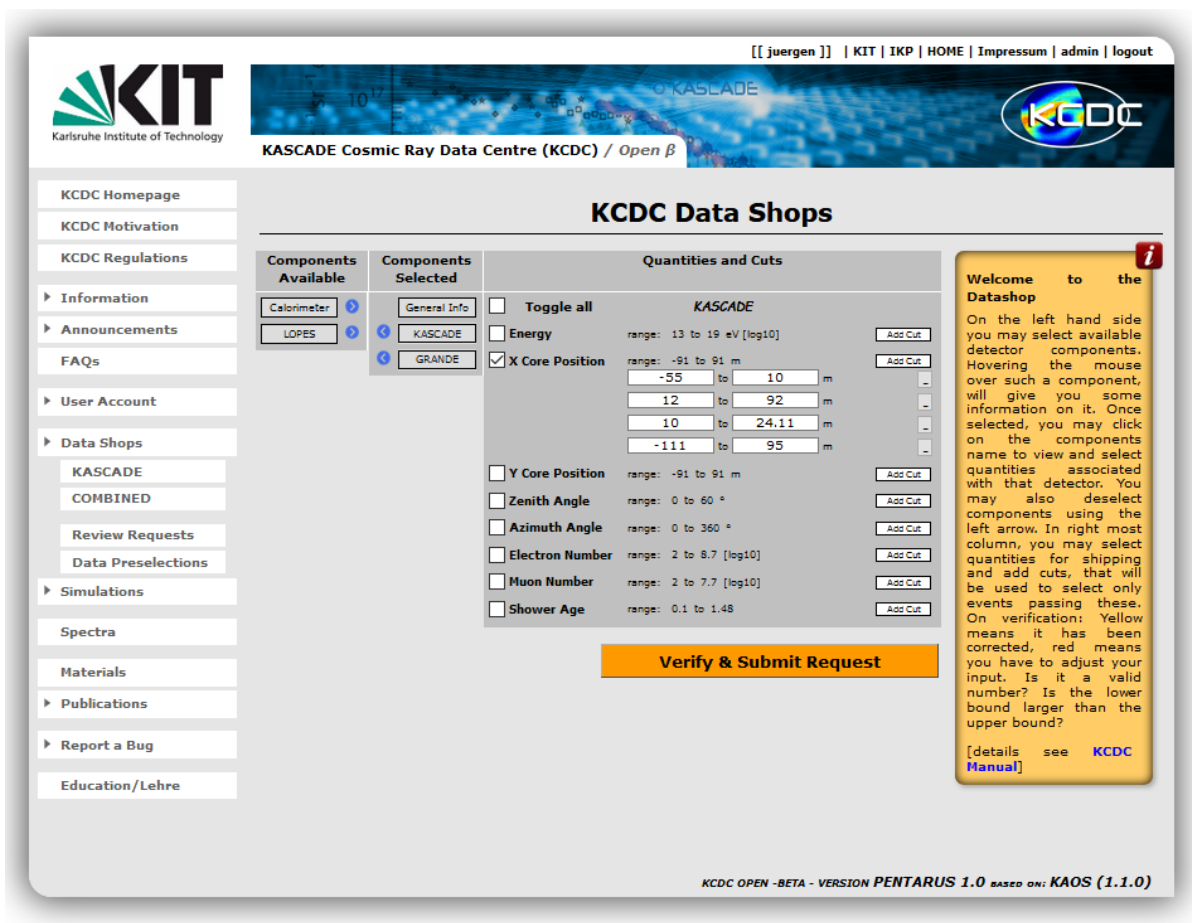 [[ juergen ]] | KIT | IKP | HOME | Impressum | admin | logout
KIT
Karlsruhe Institute of Technology
KASCADE
10¹⁷
KCDC
KASCADE Cosmic Ray Data Centre (KCDC) / Open β
KCDC Homepage
KCDC Motivation
KCDC Regulations
Information
Announcements
FAQs
User Account
Data Shops
KASCADE
COMBINED
Review Requests
Data Preselections
Simulations
Spectra
Materials
Publications
Report a Bug
Education/Lehre
KCDC Data Shops
Components Available
Components Selected
Quantities and Cuts
Calorimeter
LOPES
General Info
KASCADE
GRANDE
Toggle all KASCADE
Energy range: 13 to 19 eV [log10] Add Cut
X Core Position range: -91 to 91 m Add Cut
-55 to 10 m -
12 to 92 m -
10 to 24.11 m -
-111 to 95 m -
Y Core Position range: -91 to 91 m Add Cut
Zenith Angle range: 0 to 60 ° Add Cut
Azimuth Angle range: 0 to 360 ° Add Cut
Electron Number range: 2 to 8.7 [log10] Add Cut
Muon Number range: 2 to 7.7 [log10] Add Cut
Shower Age range: 0.1 to 1.48 Add Cut
Verify & Submit Request
i
Welcome to the
Datashop
On the left hand side
you may select available
detector components.
Hovering the mouse
over such a component,
will give you some
information on it. Once
selected, you may click
on the components
name to view and select
quantities associated
with that detector. You
may also deselect
components using the
left arrow. In right most
column, you may select
quantities for shipping
and add cuts, that will
be used to select only
events passing these.
On verification: Yellow
means it has been
corrected, red means
you have to adjust your
input. Is it a valid
number? Is the lower
bound larger than the
upper bound?
[details see KCDC
Manual]
KCDC OPEN -BETA - VERSION PENTARUS 1.0 BASED ON: KAOS (1.1.0)